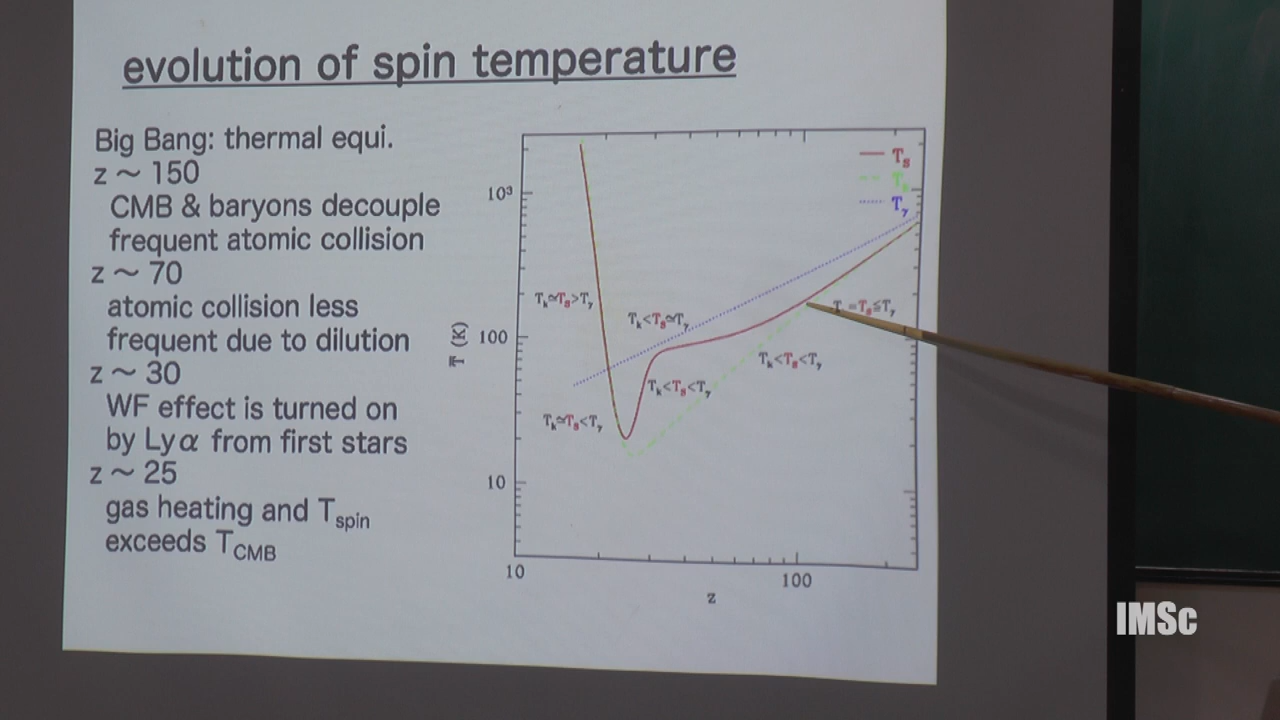 evolution of spin temperature
Big Bang: thermal equi.
z ~ 150
CMB & baryons decouple
frequent atomic collision
z ~ 70
atomic collision less
frequent due to dilution
z ~ 30
WF effect is turned on
by Lyα from first stars
z ~ 25
gas heating and Tspin
exceeds TCMB
Ts
Tk
Tγ
10³
100
10
T (K)
Tk≃Ts>Tγ
Tk<Ts≃Tγ
=Ts≦Tγ
Tk<Ts<Tγ
Tk<Ts<Tγ
Tk≃Ts<Tγ
10
100
z
IMSc